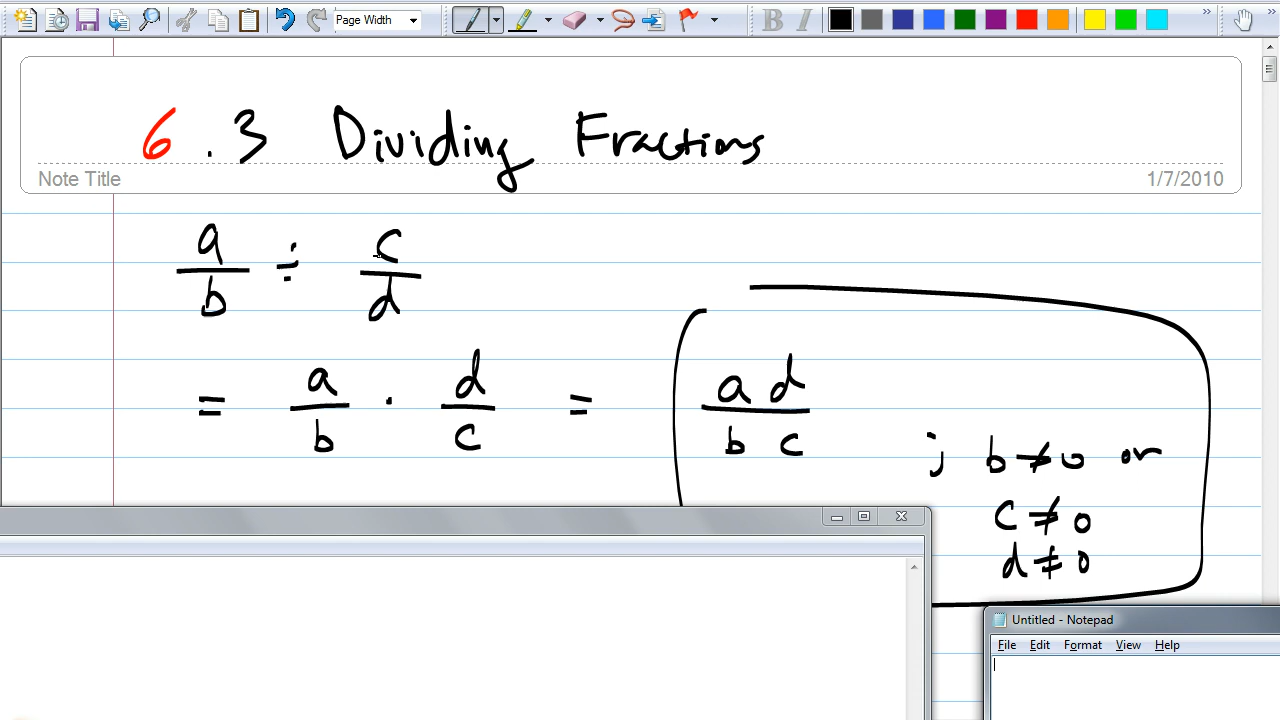 Page Width
B I U
6.3 Dividing Fractions
Note Title
1/7/2010
a/b ÷ c/d
= a/b · d/c = ad/bc ; b ≠ 0 or
c ≠ 0
d ≠ 0
Untitled - Notepad
File Edit Format View Help